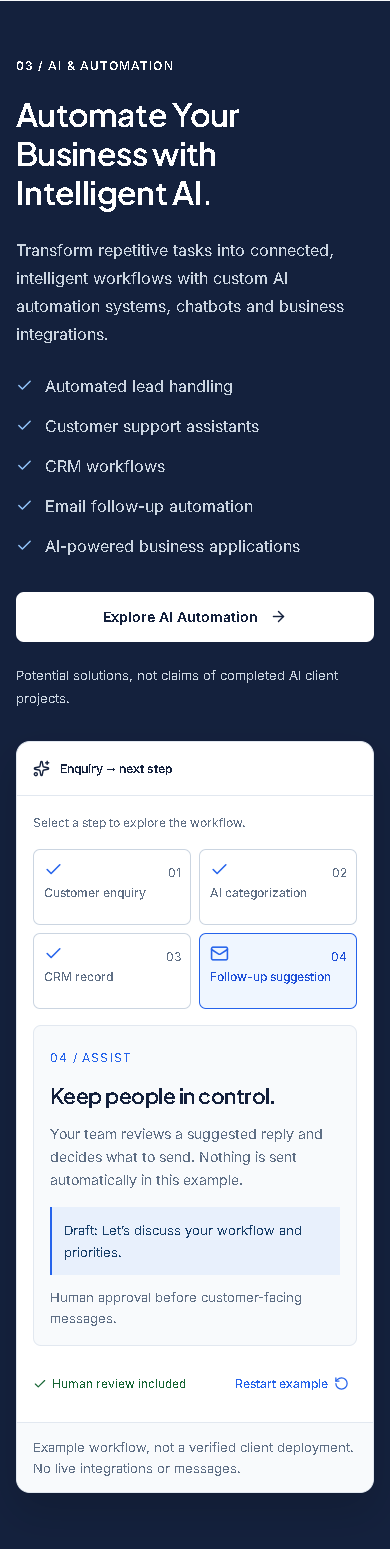 03 / AI & AUTOMATION
Automate Your
Business with
Intelligent AI.
Transform repetitive tasks into connected,
intelligent workflows with custom AI
automation systems, chatbots and business
integrations.
Automated lead handling
Customer support assistants
CRM workflows
Email follow-up automation
AI-powered business applications
Explore AI Automation →
Potential solutions, not claims of completed AI client
projects.
Enquiry → next step
Select a step to explore the workflow.
01
Customer enquiry
02
AI categorization
03
CRM record
04
Follow-up suggestion
04 / ASSIST
Keep people in control.
Your team reviews a suggested reply and
decides what to send. Nothing is sent
automatically in this example.
Draft: Let's discuss your workflow and
priorities.
Human approval before customer-facing
messages.
Human review included
Restart example
Example workflow, not a verified client deployment.
No live integrations or messages.